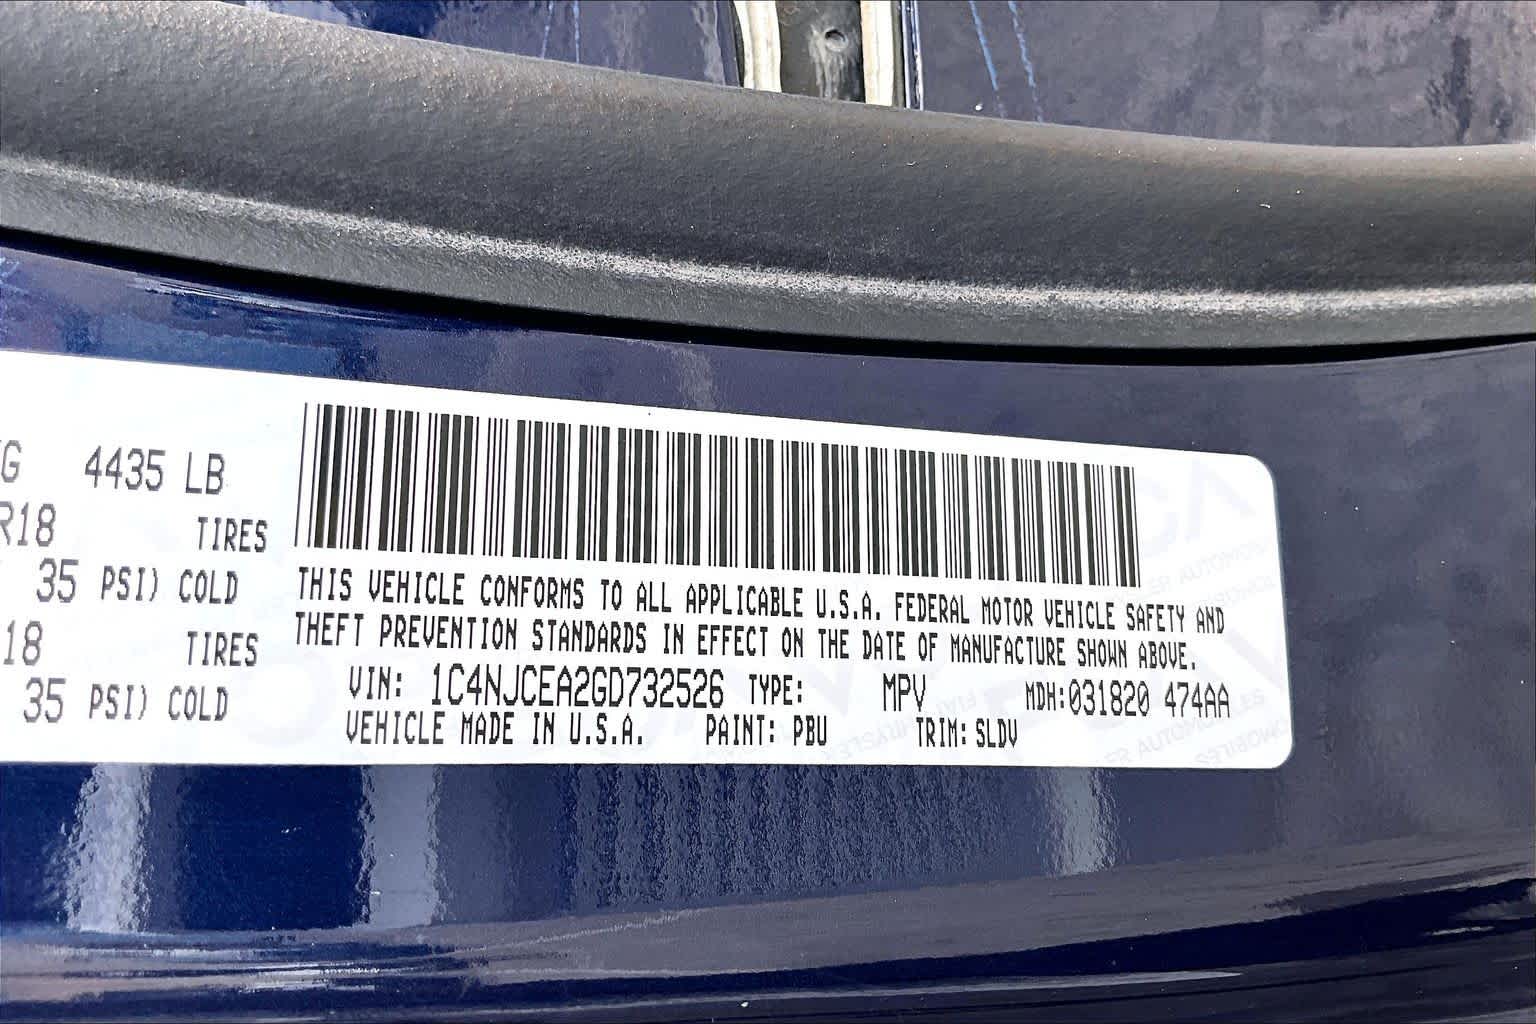 G 4435 LB
R18 TIRES
35 PSI) COLD
18 TIRES
35 PSI) COLD
THIS VEHICLE CONFORMS TO ALL APPLICABLE U.S.A. FEDERAL MOTOR VEHICLE SAFETY AND
THEFT PREVENTION STANDARDS IN EFFECT ON THE DATE OF MANUFACTURE SHOWN ABOVE.
VIN: 1C4NJCEA2GD732526 TYPE: MPV MDH:031820 474AA
VEHICLE MADE IN U.S.A. PAINT: PBU TRIM: SLDV